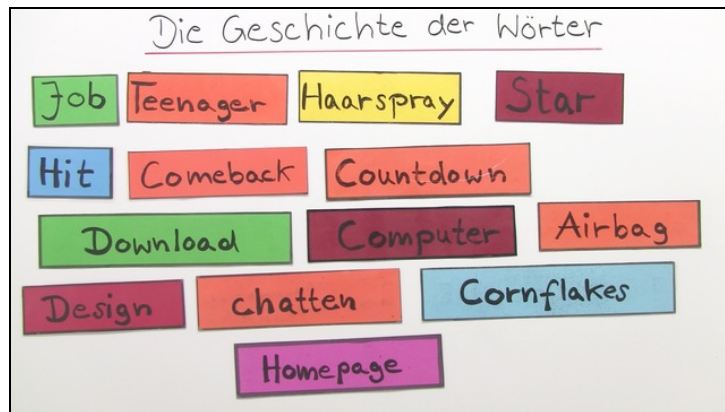 Die Geschichte der Wörter
Job Teenager Haarspray Star
Hit Comeback Countdown
Download Computer Airbag
Design chatten Cornflakes
Homepage